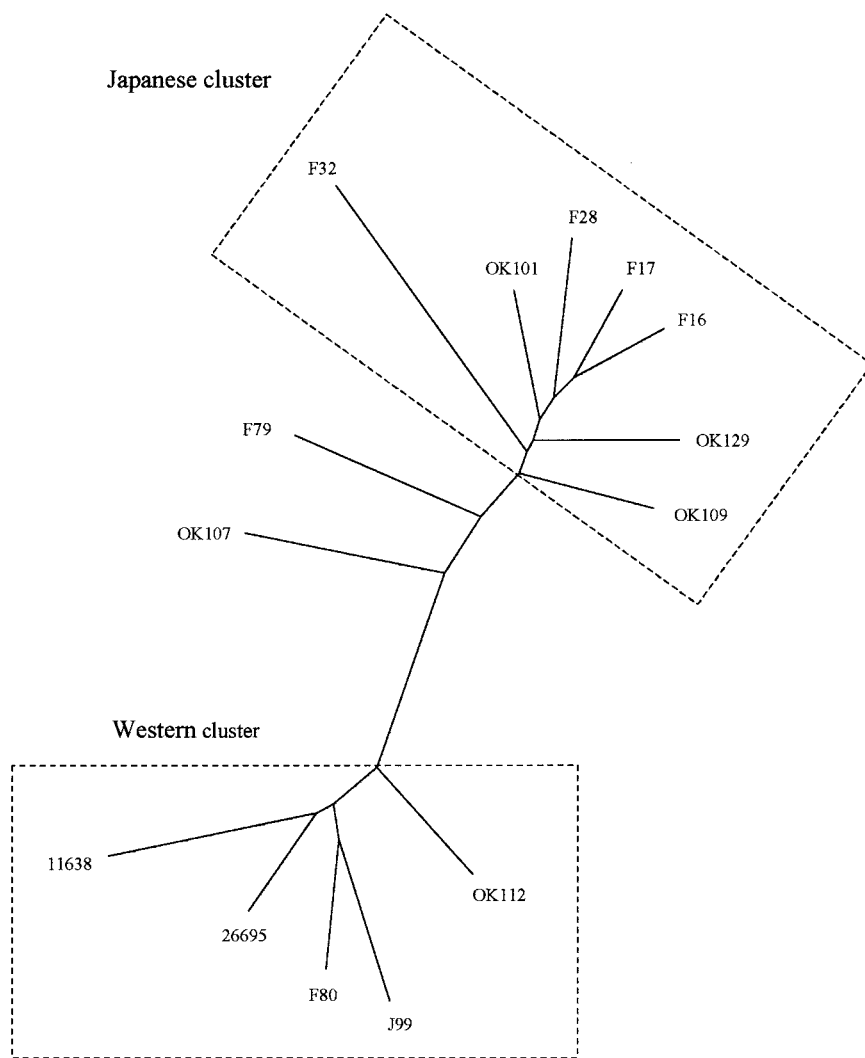 Japanese cluster
F32
F28
OK101
F17
F16
F79
OK129
OK109
OK107
Western cluster
11638
OK112
26695
F80
J99